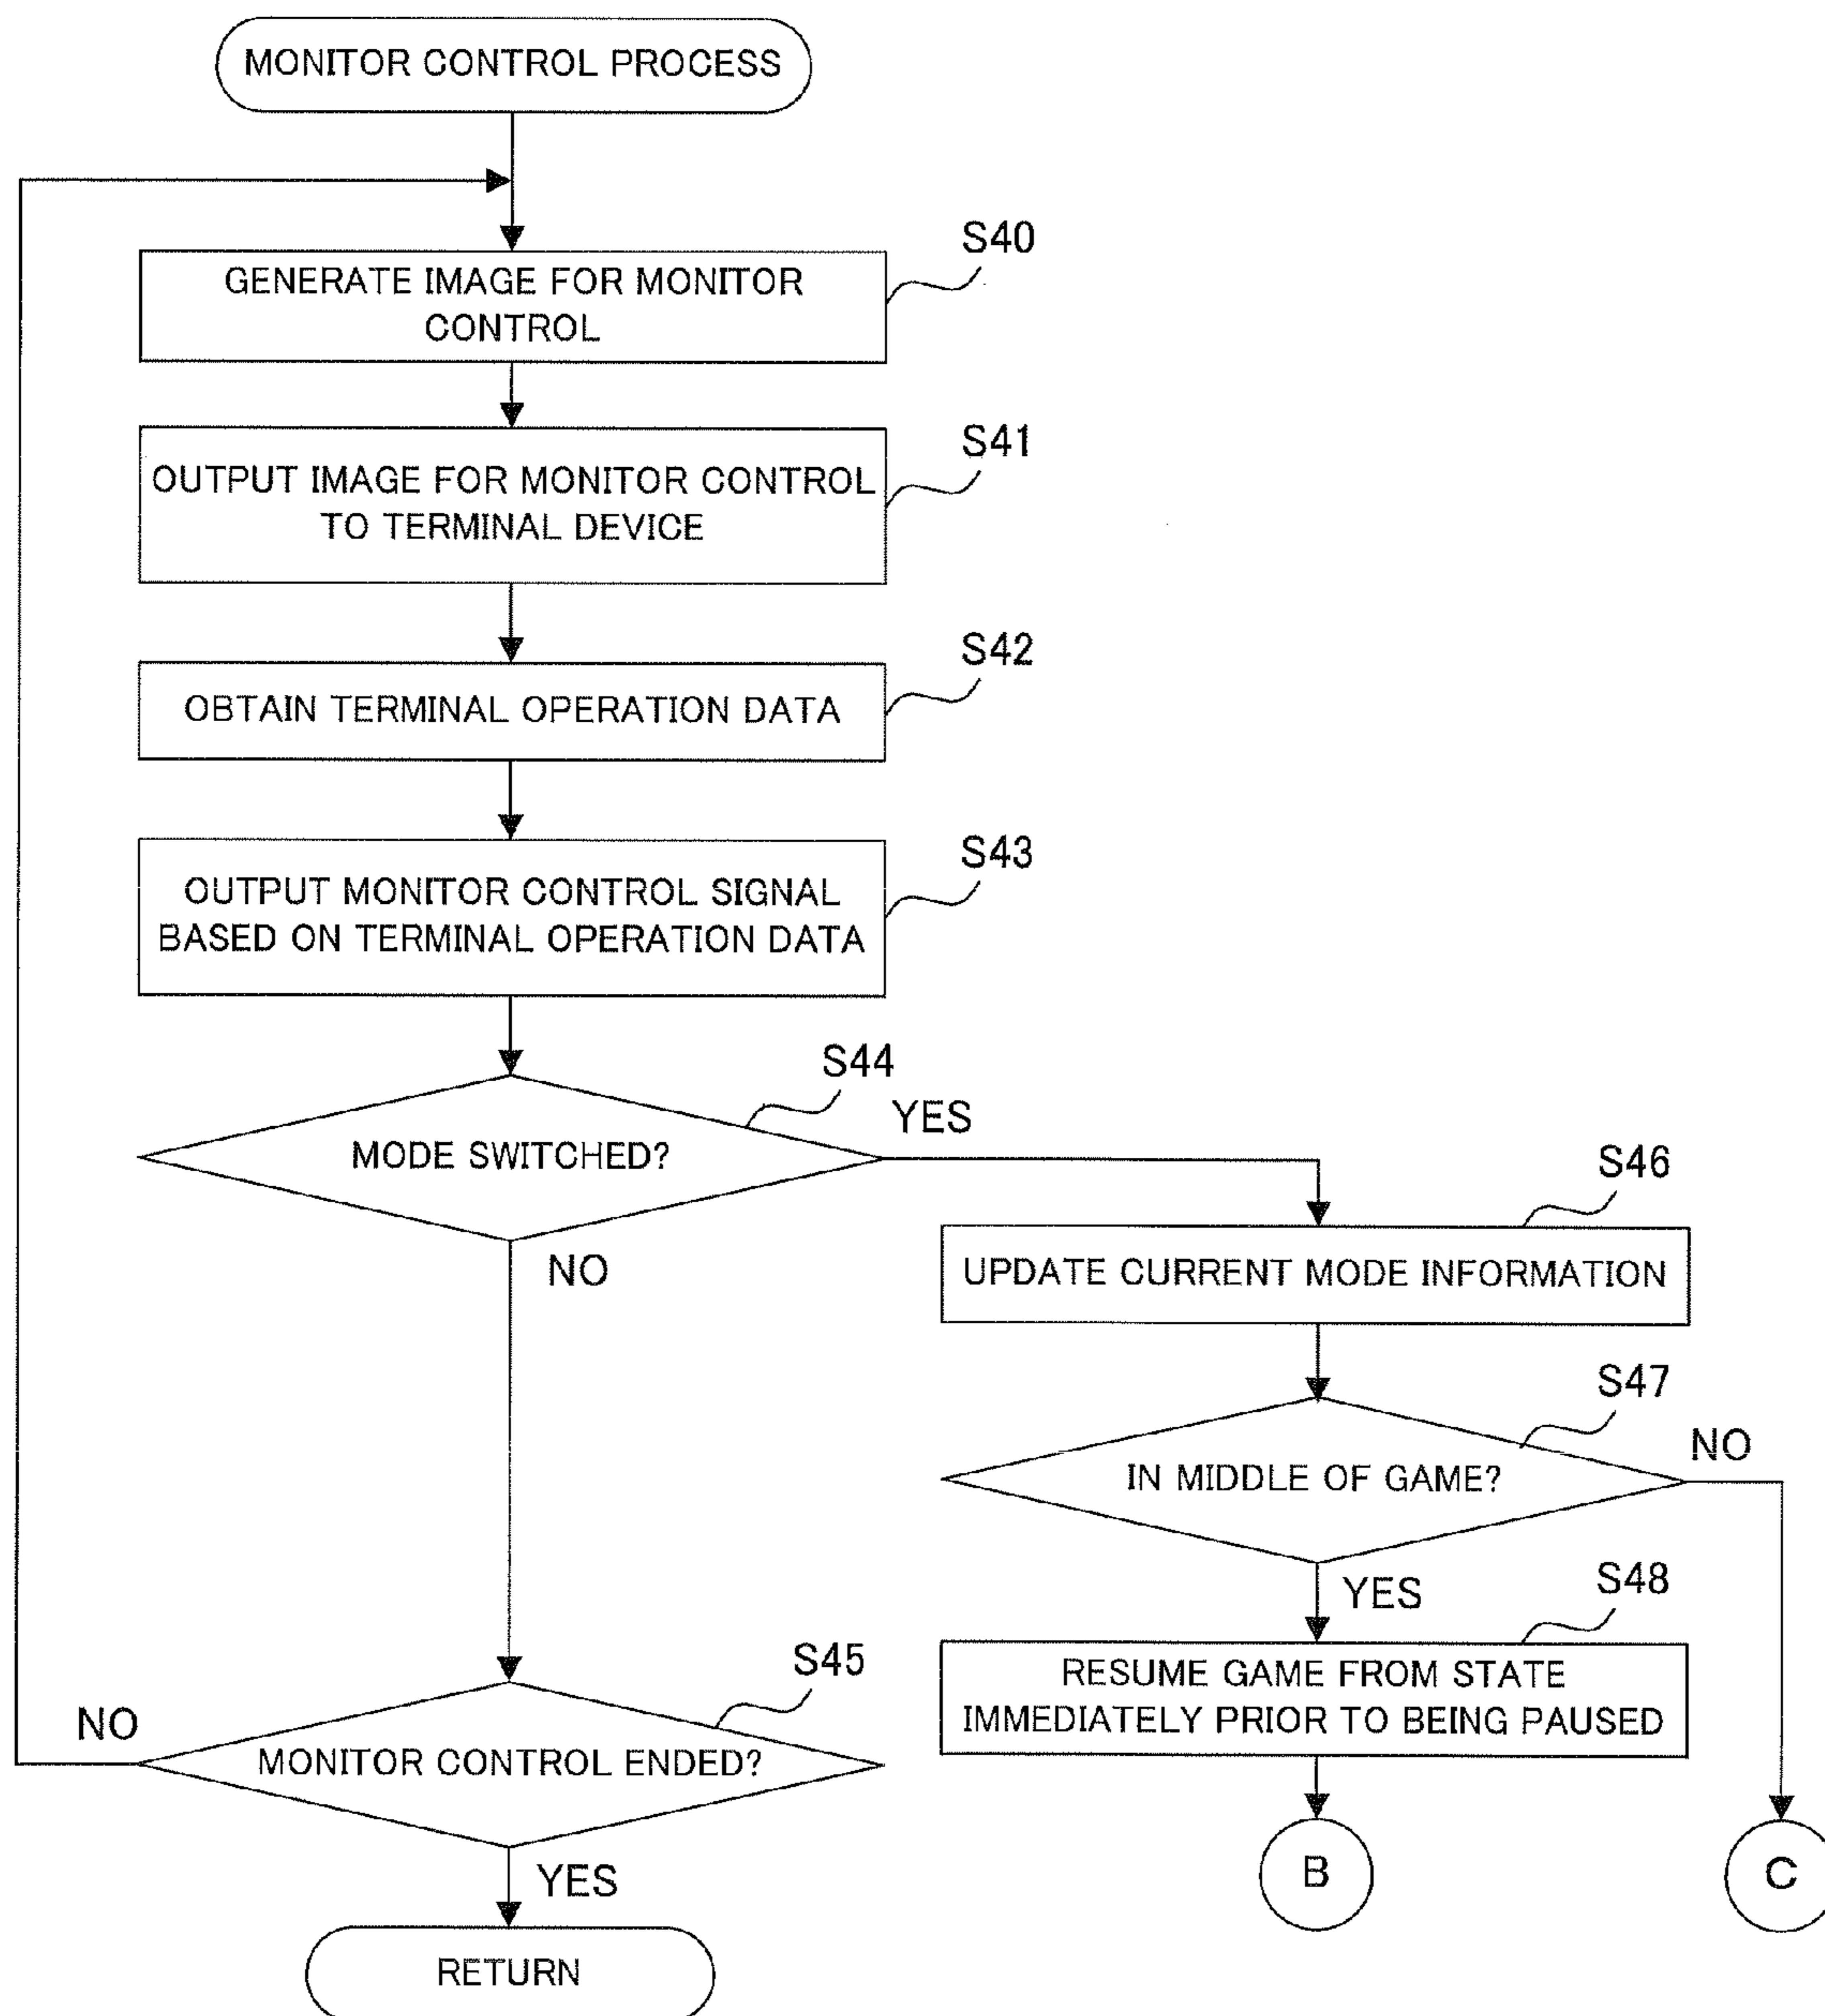 MONITOR CONTROL PROCESS
S40
GENERATE IMAGE FOR MONITOR
CONTROL
S41
OUTPUT IMAGE FOR MONITOR CONTROL
TO TERMINAL DEVICE
S42
OBTAIN TERMINAL OPERATION DATA
S43
OUTPUT MONITOR CONTROL SIGNAL
BASED ON TERMINAL OPERATION DATA
S44
MODE SWITCHED?
YES
NO
S46
UPDATE CURRENT MODE INFORMATION
S47
IN MIDDLE OF GAME?
NO
YES
S48
RESUME GAME FROM STATE
IMMEDIATELY PRIOR TO BEING PAUSED
B
C
S45
MONITOR CONTROL ENDED?
NO
YES
RETURN